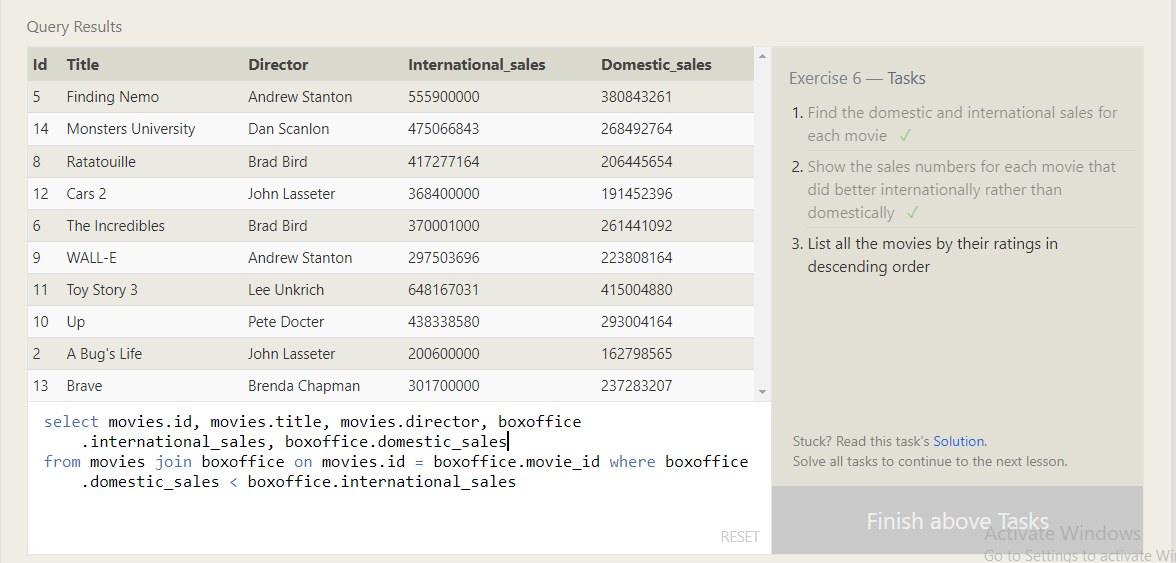 Query Results
Id Title Director International_sales Domestic_sales
5 Finding Nemo Andrew Stanton 555900000 380843261
14 Monsters University Dan Scanlon 475066843 268492764
8 Ratatouille Brad Bird 417277164 206445654
12 Cars 2 John Lasseter 368400000 191452396
6 The Incredibles Brad Bird 370001000 261441092
9 WALL-E Andrew Stanton 297503696 223808164
11 Toy Story 3 Lee Unkrich 648167031 415004880
10 Up Pete Docter 438338580 293004164
2 A Bug's Life John Lasseter 200600000 162798565
13 Brave Brenda Chapman 301700000 237283207
select movies.id, movies.title, movies.director, boxoffice
.international_sales, boxoffice.domestic_sales
from movies join boxoffice on movies.id = boxoffice.movie_id where boxoffice
.domestic_sales < boxoffice.international_sales
RESET
Exercise 6 — Tasks
1. Find the domestic and international sales for
each movie ✓
2. Show the sales numbers for each movie that
did better internationally rather than
domestically ✓
3. List all the movies by their ratings in
descending order
Stuck? Read this task's Solution.
Solve all tasks to continue to the next lesson.
Finish above Tasks
Activate Windows
Go to Settings to activate Wi